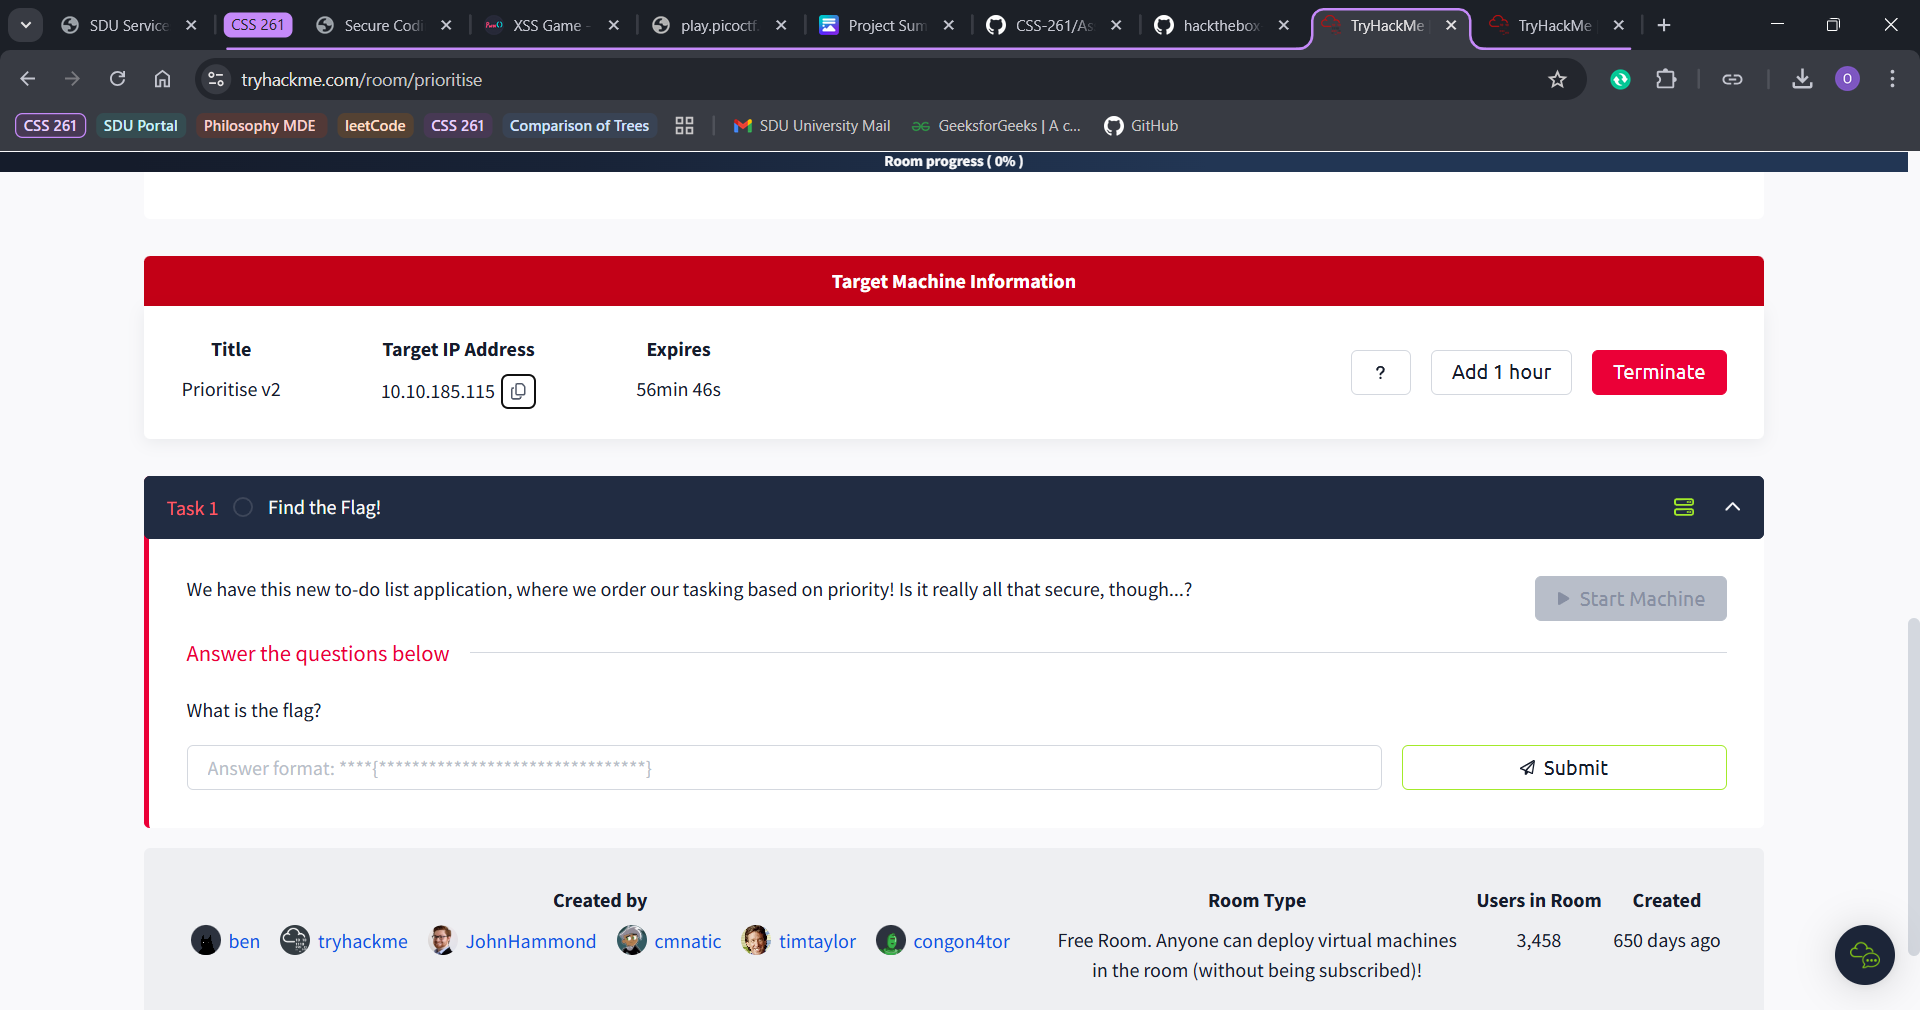 SDU Service
CSS 261
Secure Codi
XSS Game -
play.picoctf.
Project Sum
CSS-261/As
hackthebox
TryHackMe
TryHackMe
tryhackme.com/room/prioritise
O
CSS 261
SDU Portal
Philosophy MDE
leetCode
CSS 261
Comparison of Trees
SDU University Mail
GeeksforGeeks | A c...
GitHub
Room progress ( 0% )
Target Machine Information
Title
Target IP Address
Expires
Prioritise v2
10.10.185.115
56min 46s
?
Add 1 hour
Terminate
Task 1
Find the Flag!
We have this new to-do list application, where we order our tasking based on priority! Is it really all that secure, though...?
Start Machine
Answer the questions below
What is the flag?
Answer format: ****{********************************}
Submit
Created by
Room Type
Users in Room
Created
ben
tryhackme
JohnHammond
cmnatic
timtaylor
congon4tor
Free Room. Anyone can deploy virtual machines
in the room (without being subscribed)!
3,458
650 days ago